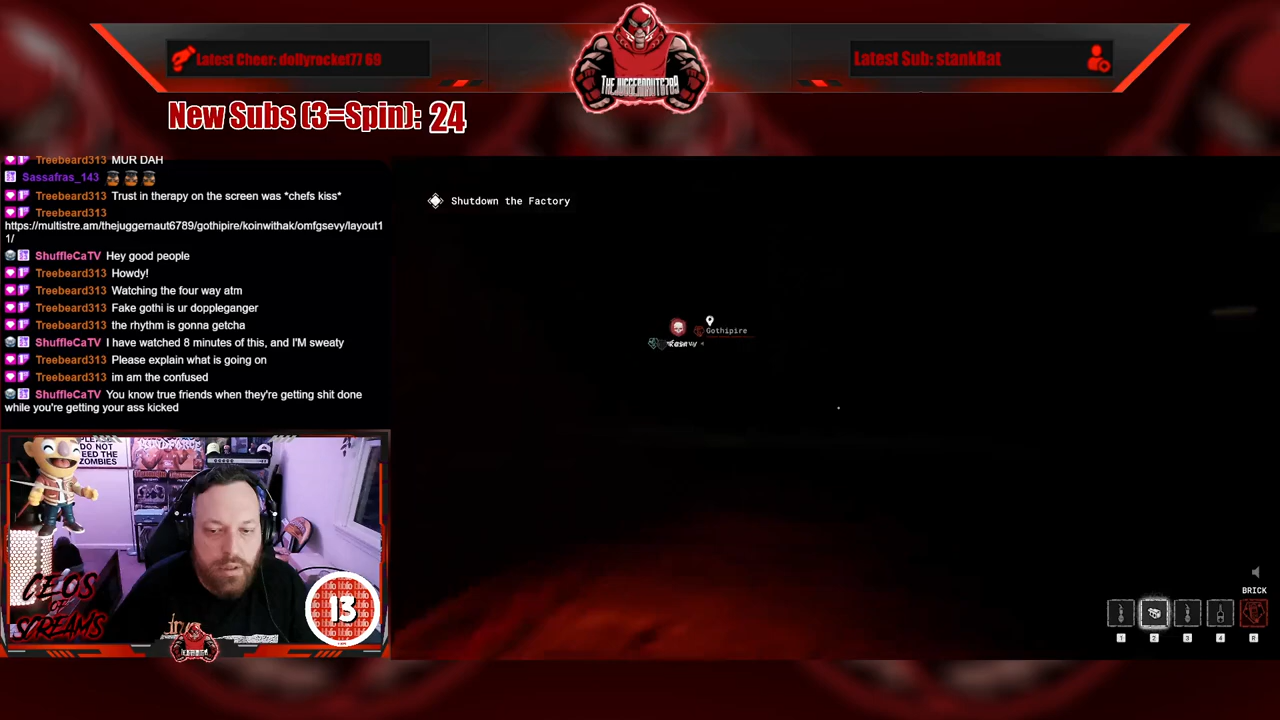 Latest Cheer: dollyrocket77 69
THEJUGGERNAUT6789
Latest Sub: stankRat
New Subs (3=Spin): 24
Treebeard313 MUR DAH
Sassafras_143
Treebeard313 Trust in therapy on the screen was *chefs kiss*
Treebeard313
https://multistre.am/thejuggernaut6789/gothipire/koinwithak/omfgsevy/layout1
1/
ShuffleCaTV Hey good people
Treebeard313 Howdy!
Treebeard313 Watching the four way atm
Treebeard313 Fake gothi is ur doppleganger
Treebeard313 the rhythm is gonna getcha
ShuffleCaTV I have watched 8 minutes of this, and I'M sweaty
Treebeard313 Please explain what is going on
Treebeard313 im am the confused
ShuffleCaTV You know true friends when they're getting shit done
while you're getting your ass kicked
Shutdown the Factory
Gothipire
DO NOT
FEED THE
ZOMBIES
CEOS
OF
SCREAMS
13
BRICK
1 2 3 4 R